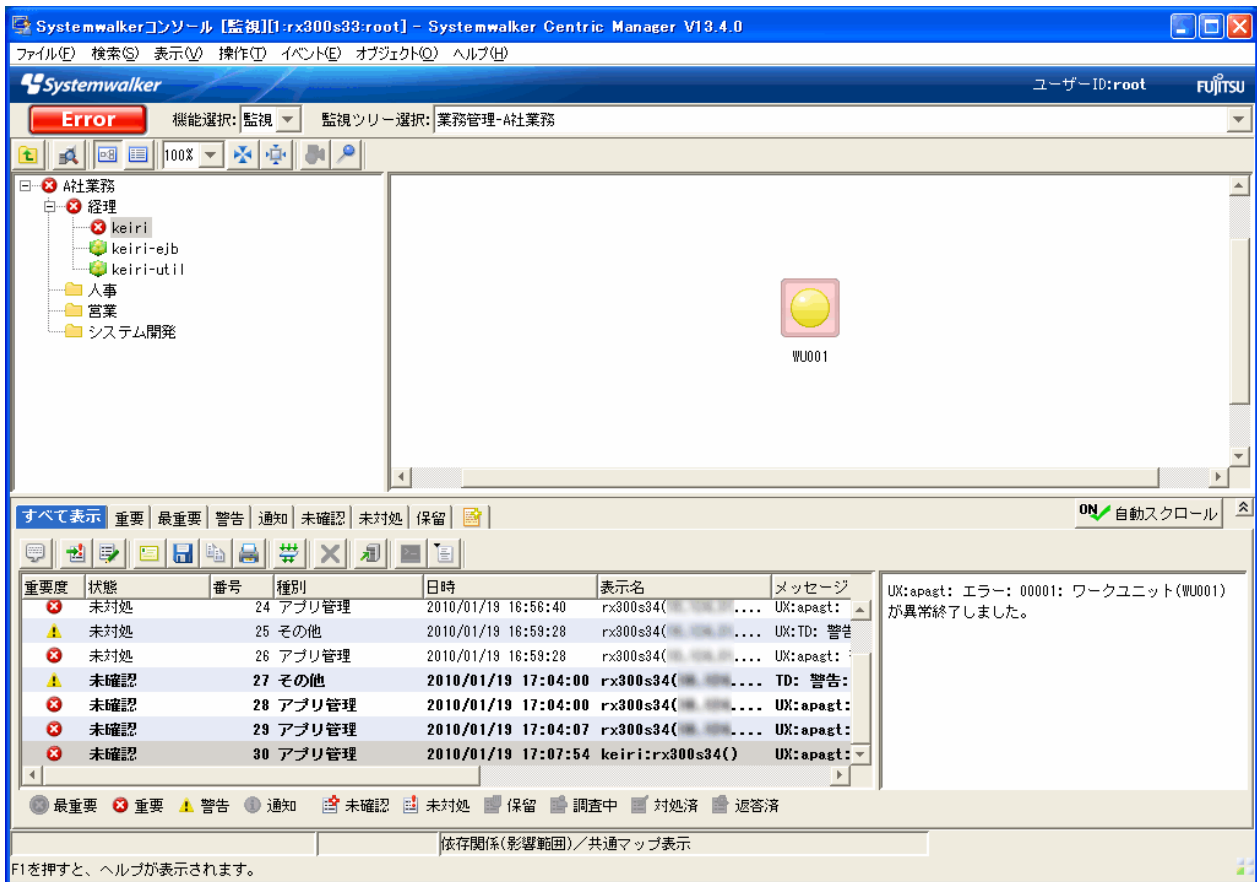 Systemwalkerコンソール [監視][1:rx300s33:root] - Systemwalker Centric Manager V13.4.0
ファイル(F) 検索(S) 表示(V) 操作(T) イベント(E) オブジェクト(O) ヘルプ(H)
Systemwalker ユーザーID:root FUJITSU
Error 機能選択: 監視 監視ツリー選択: 業務管理-A社業務
100%
A社業務
経理
keiri
keiri-ejb
keiri-util
人事
営業
システム開発
WU001
すべて表示 重要 最重要 警告 通知 未確認 未対処 保留 ON 自動スクロール
重要度 状態 番号 種別 日時 表示名 メッセージ
未対処 24 アプリ管理 2010/01/19 16:56:40 rx300s34( .... UX:apagt:
未対処 25 その他 2010/01/19 16:59:28 rx300s34( .... UX:TD: 警告
未対処 26 アプリ管理 2010/01/19 16:59:28 rx300s34( .... UX:apagt:
未確認 27 その他 2010/01/19 17:04:00 rx300s34( .... TD: 警告:
未確認 28 アプリ管理 2010/01/19 17:04:00 rx300s34( .... UX:apagt:
未確認 29 アプリ管理 2010/01/19 17:04:07 rx300s34( .... UX:apagt:
未確認 30 アプリ管理 2010/01/19 17:07:54 keiri:rx300s34() UX:apagt:
UX:apagt: エラー: 00001: ワークユニット(WU001)
が異常終了しました。
最重要 重要 警告 通知 未確認 未対処 保留 調査中 対処済 返答済
依存関係(影響範囲)／共通マップ表示
F1を押すと、ヘルプが表示されます。